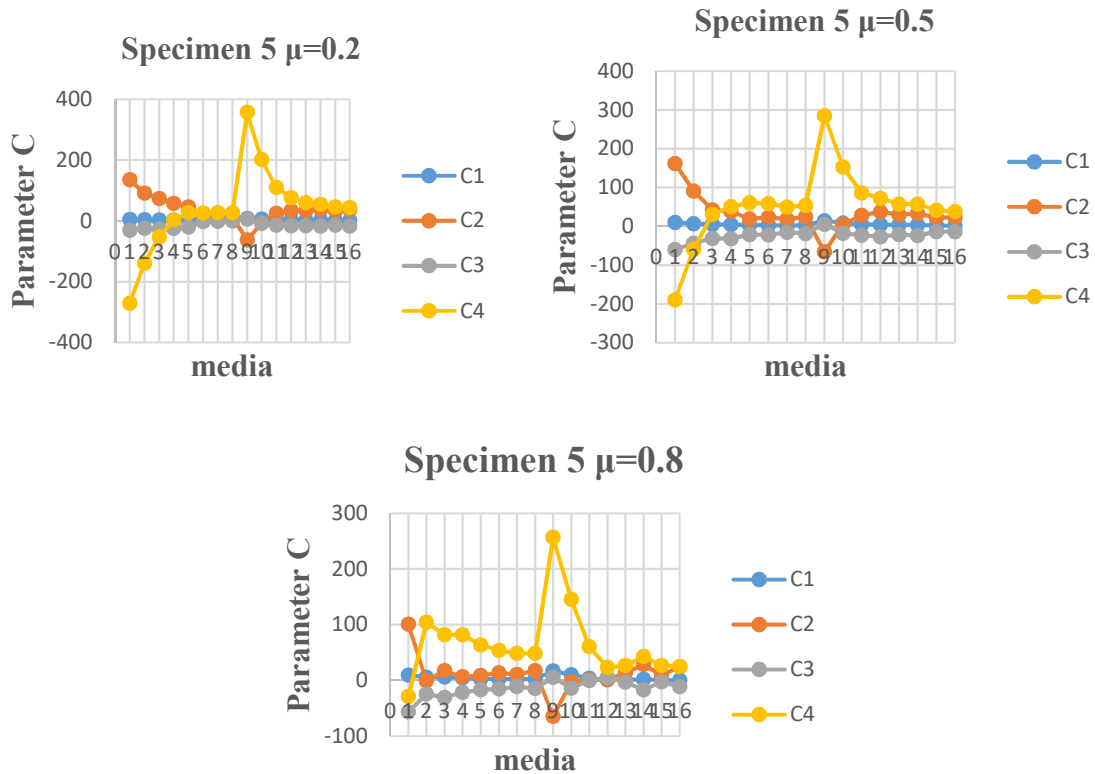 Specimen 5 μ=0.2
400
200
0
-200
-400
0 1 2 3 4 5 6 7 8 9 10 11 12 13 14 15 16
Parameter C
media
C1
C2
C3
C4
Specimen 5 μ=0.5
400
300
200
100
0
-100
-200
-300
0 1 2 3 4 5 6 7 8 9 10 11 12 13 14 15 16
Parameter C
media
C1
C2
C3
C4
Specimen 5 μ=0.8
300
200
100
0
-100
0 1 2 3 4 5 6 7 8 9 10 11 12 13 14 15 16
Parameter C
media
C1
C2
C3
C4